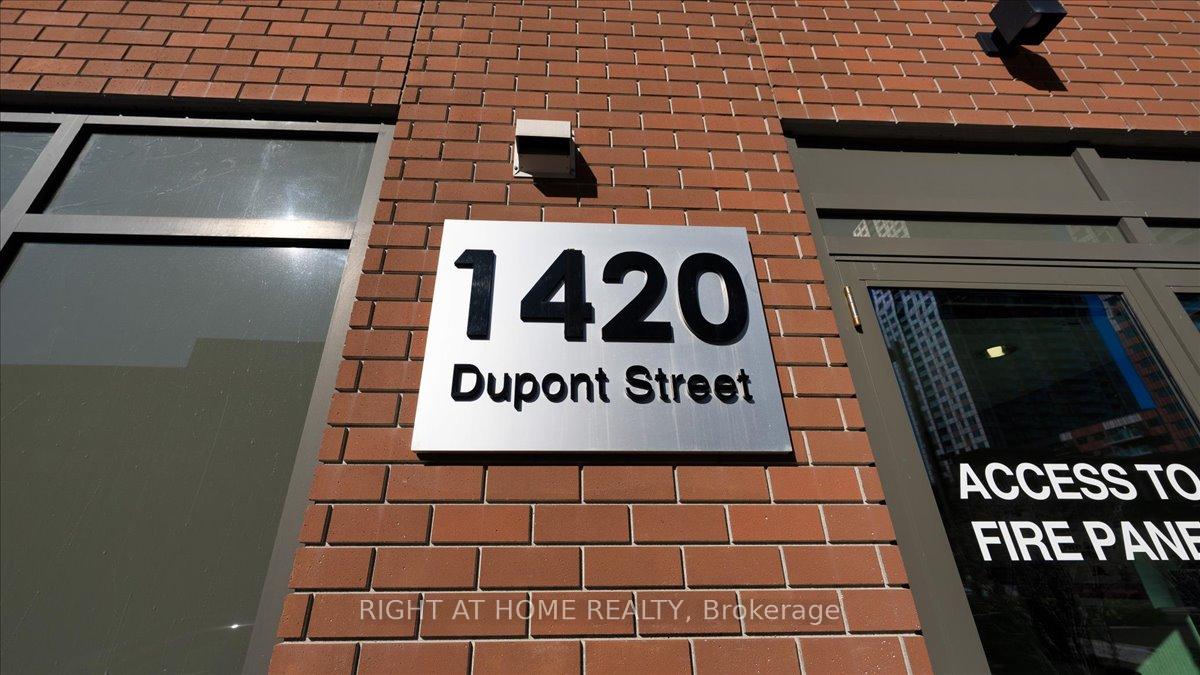 1420
Dupont Street
ACCESS TO
FIRE PANE
RIGHT AT HOME REALTY, Brokerage